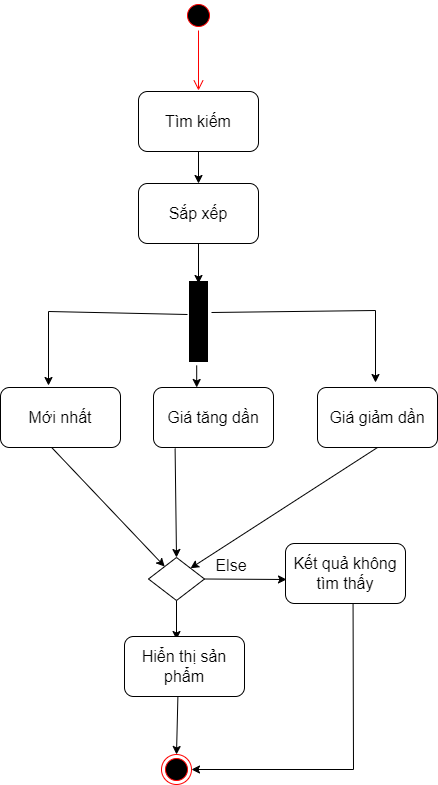 Tìm kiếm
Sắp xếp
Mới nhất
Giá tăng dần
Giá giảm dần
Else
Kết quả không
tìm thấy
Hiển thị sản
phẩm